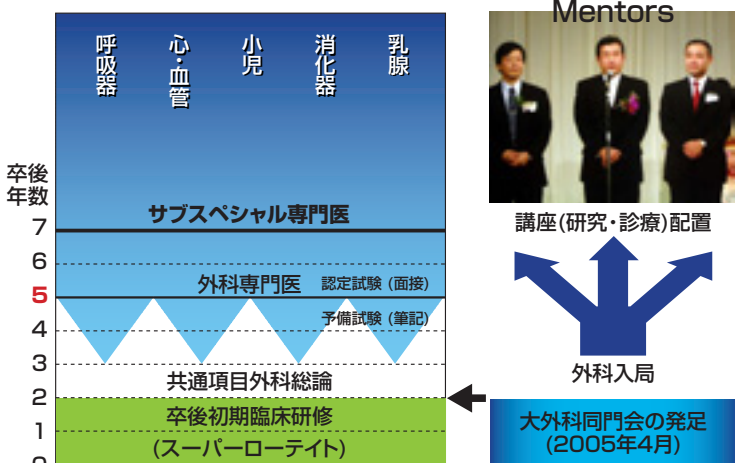 Mentors
呼吸器
心・血管
小児
消化器
乳腺
卒後
年数
7
サブスペシャル専門医
6
外科専門医 認定試験 (面接)
5
4
予備試験 (筆記)
3
共通項目外科総論
2
卒後初期臨床研修
1
(スーパーローテイト)
0
講座(研究・診療)配置
外科入局
大外科同門会の発足
(2005年4月)